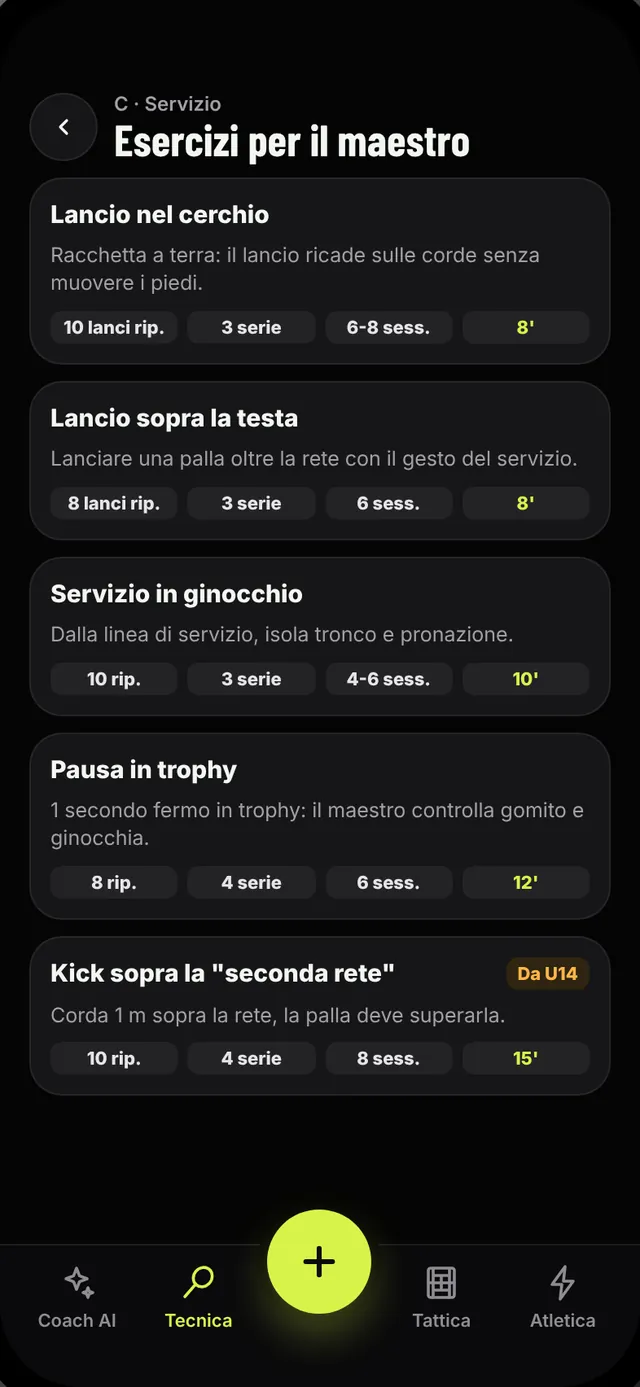 C · Servizio
Esercizi per il maestro
Lancio nel cerchio
Racchetta a terra: il lancio ricade sulle corde senza
muovere i piedi.
10 lanci rip.
3 serie
6-8 sess.
8'
Lancio sopra la testa
Lanciare una palla oltre la rete con il gesto del servizio.
8 lanci rip.
3 serie
6 sess.
8'
Servizio in ginocchio
Dalla linea di servizio, isola tronco e pronazione.
10 rip.
3 serie
4-6 sess.
10'
Pausa in trophy
1 secondo fermo in trophy: il maestro controlla gomito e
ginocchia.
8 rip.
4 serie
6 sess.
12'
Kick sopra la "seconda rete"
Da U14
Corda 1 m sopra la rete, la palla deve superarla.
10 rip.
4 serie
8 sess.
15'
Coach AI
Tecnica
Tattica
Atletica